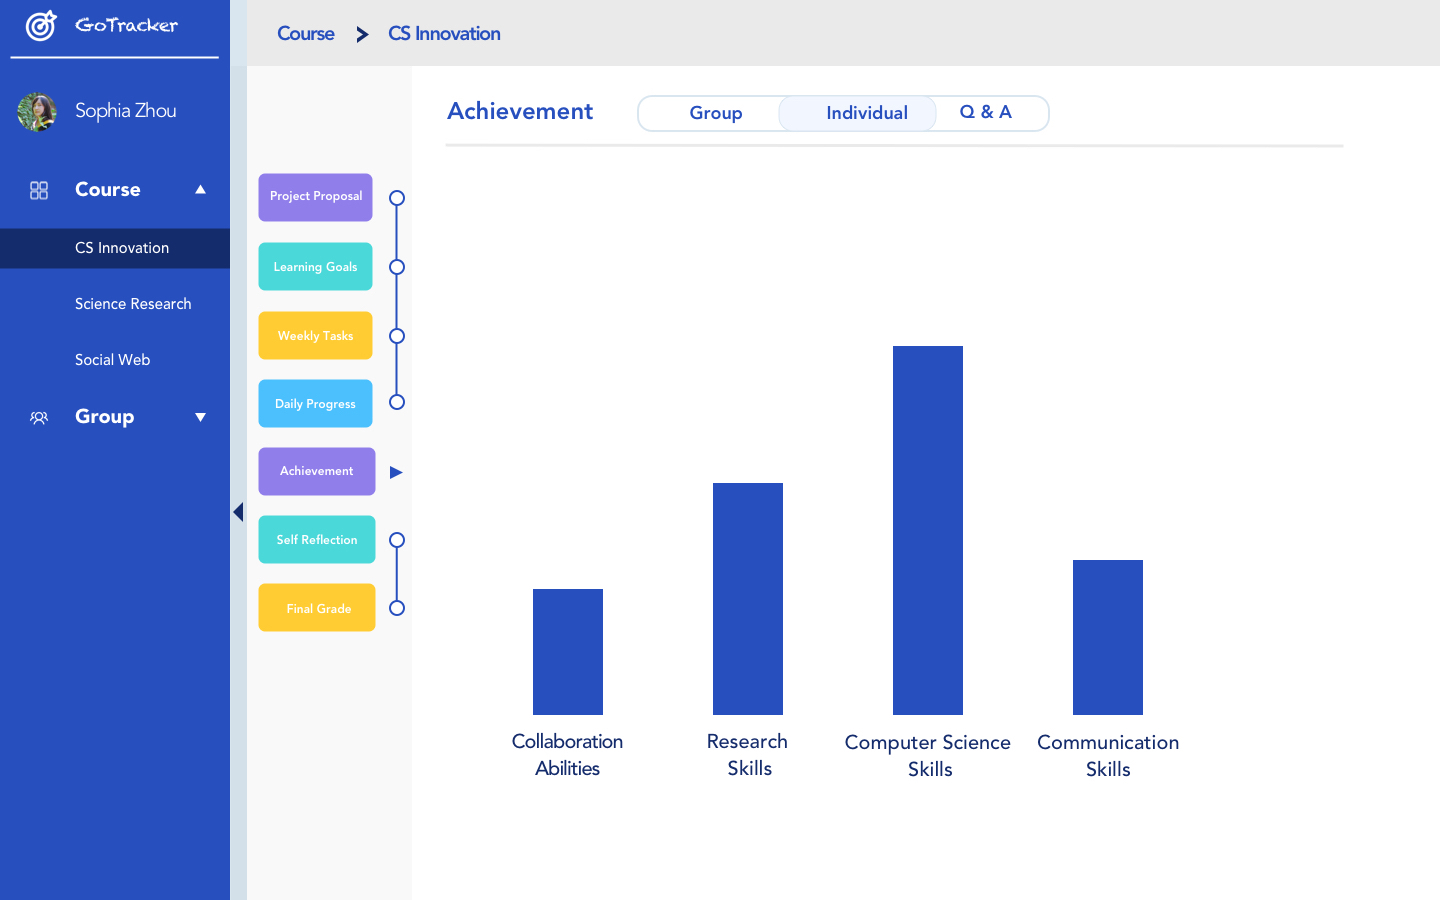 GoTracker
Sophia Zhou
Course
CS Innovation
Science Research
Social Web
Group
Course > CS Innovation
Project Proposal
Learning Goals
Weekly Tasks
Daily Progress
Achievement
Self Reflection
Final Grade
Achievement
Group
Individual
Q & A
Collaboration
Abilities
Research
Skills
Computer Science
Skills
Communication
Skills